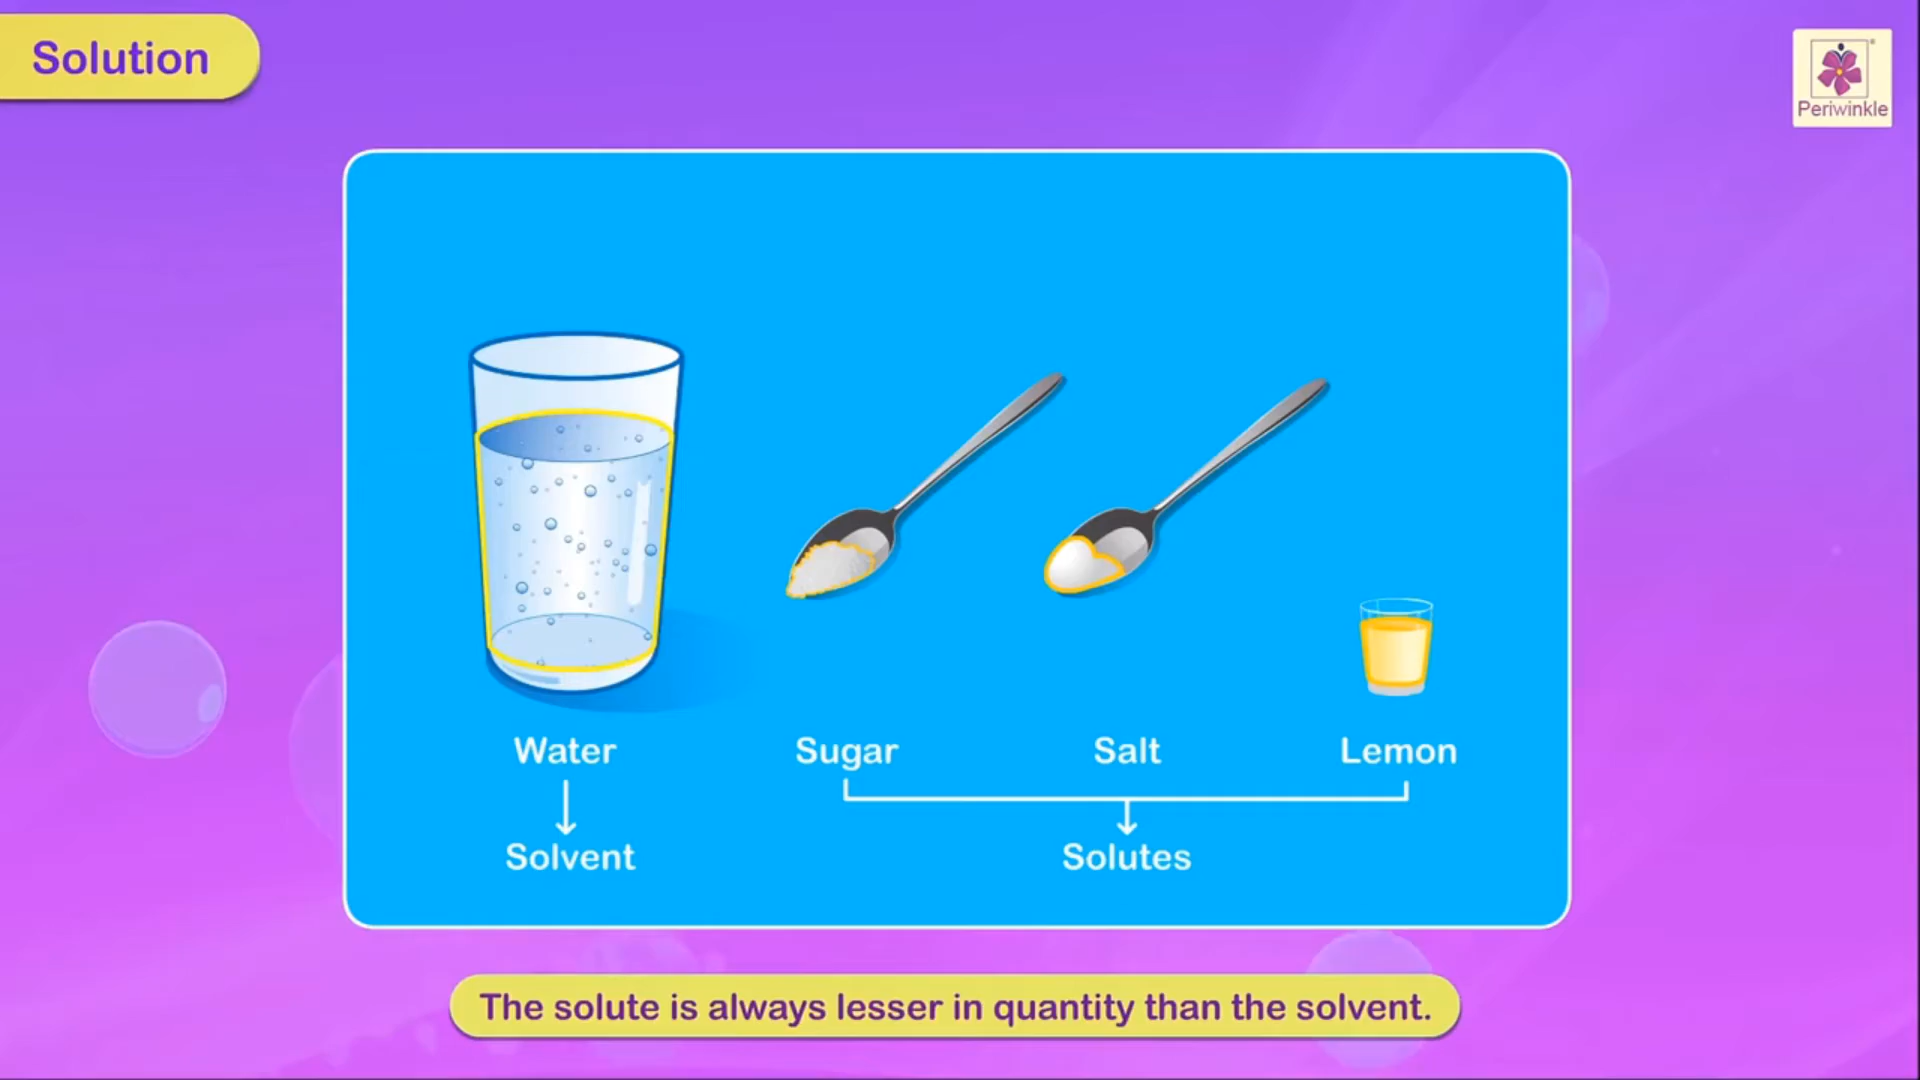 Solution
Periwinkle
Water
Sugar
Salt
Lemon
Solvent
Solutes
The solute is always lesser in quantity than the solvent.